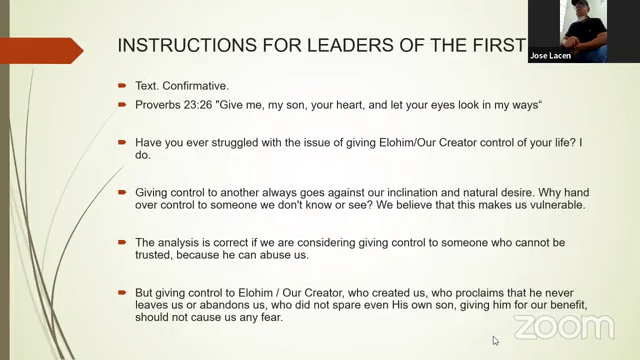 INSTRUCTIONS FOR LEADERS OF THE FIRST
Jose Lacen
Text. Confirmative.
Proverbs 23:26 "Give me, my son, your heart, and let your eyes look in my ways“
Have you ever struggled with the issue of giving Elohim/Our Creator control of your life? I
do.
Giving control to another always goes against our inclination and natural desire. Why hand
over control to someone we don't know or see? We believe that this makes us vulnerable.
The analysis is correct if we are considering giving control to someone who cannot be
trusted, because he can abuse us.
But giving control to Elohim / Our Creator, who created us, who proclaims that he never
leaves us or abandons us, who did not spare even His own son, giving him for our benefit,
should not cause us any fear.
zoom